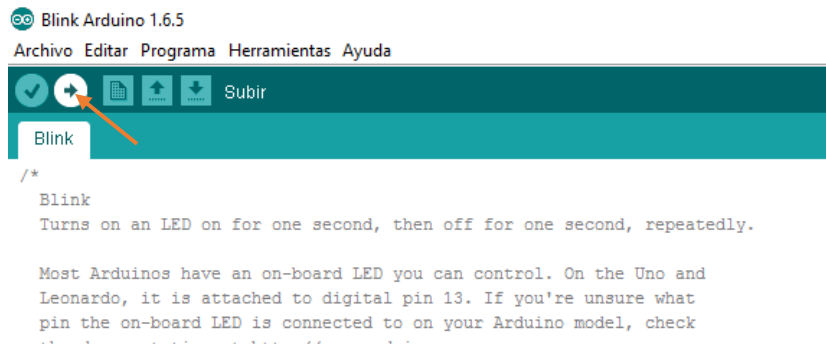 Blink Arduino 1.6.5
Archivo Editar Programa Herramientas Ayuda
Subir
Blink
/*
Blink
Turns on an LED on for one second, then off for one second, repeatedly.
Most Arduinos have an on-board LED you can control. On the Uno and
Leonardo, it is attached to digital pin 13. If you're unsure what
pin the on-board LED is connected to on your Arduino model, check